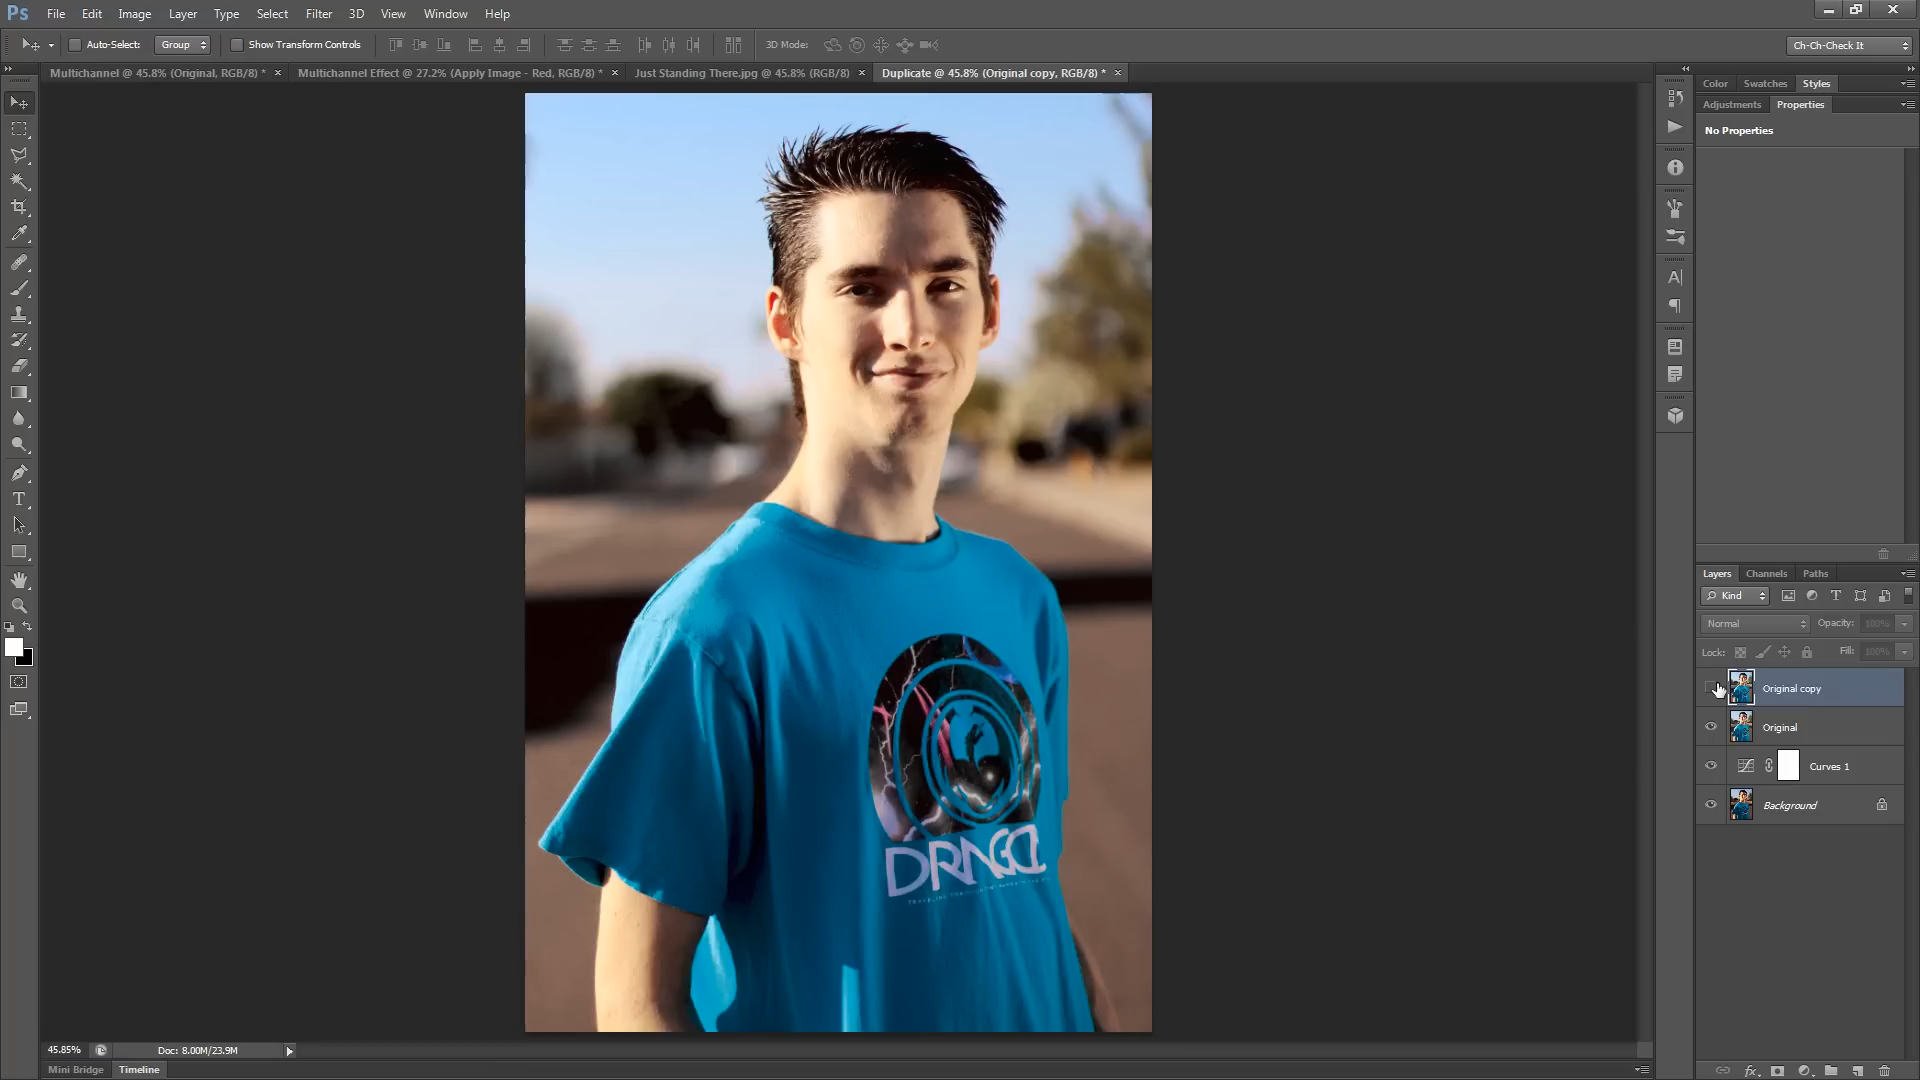 Ps File Edit Image Layer Type Select Filter 3D View Window Help
Auto-Select: Group Show Transform Controls 3D Mode: Ch-Ch-Check It
Multichannel @ 45.8% (Original, RGB/8) * × Multichannel Effect @ 27.2% (Apply Image - Red, RGB/8) * × Just Standing There.jpg @ 45.8% (RGB/8) × Duplicate @ 45.8% (Original copy, RGB/8) * ×
Color Swatches Styles
Adjustments Properties
No Properties
Layers Channels Paths
Kind
Normal Opacity: 100%
Lock: Fill: 100%
Original copy
Original
Curves 1
Background
DRAGO
45.85% Doc: 8.00M/23.9M
Mini Bridge Timeline